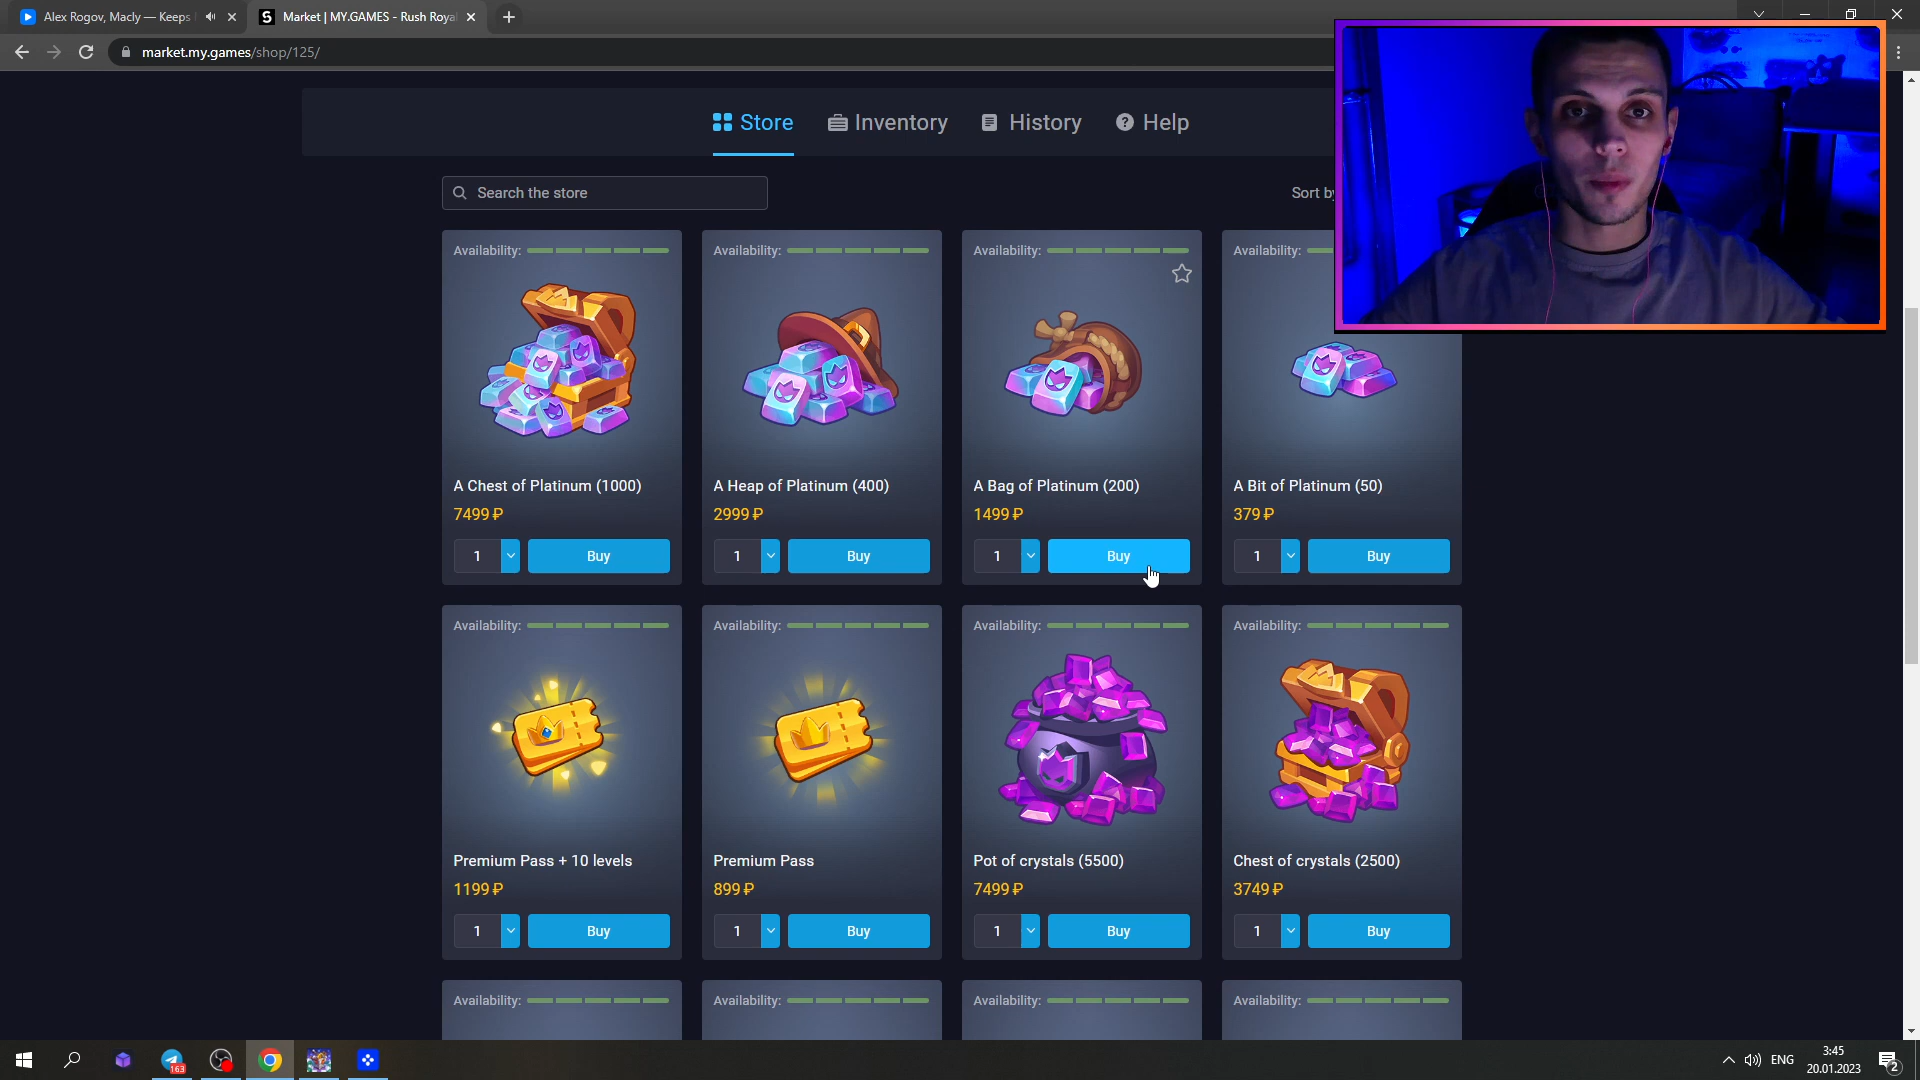 Alex Rogov, Macly — Keeps
Market | MY.GAMES - Rush Roya
market.my.games/shop/125/
Store Inventory History Help
Search the store
Sort by
Availability: Availability: Availability: Availability:
A Chest of Platinum (1000) A Heap of Platinum (400) A Bag of Platinum (200) A Bit of Platinum (50)
7499 ₽ 2999 ₽ 1499 ₽ 379 ₽
1 Buy 1 Buy 1 Buy 1 Buy
Availability: Availability: Availability: Availability:
Premium Pass + 10 levels Premium Pass Pot of crystals (5500) Chest of crystals (2500)
1199 ₽ 899 ₽ 7499 ₽ 3749 ₽
1 Buy 1 Buy 1 Buy 1 Buy
Availability: Availability: Availability: Availability:
163
ENG
3:45
20.01.2023
2